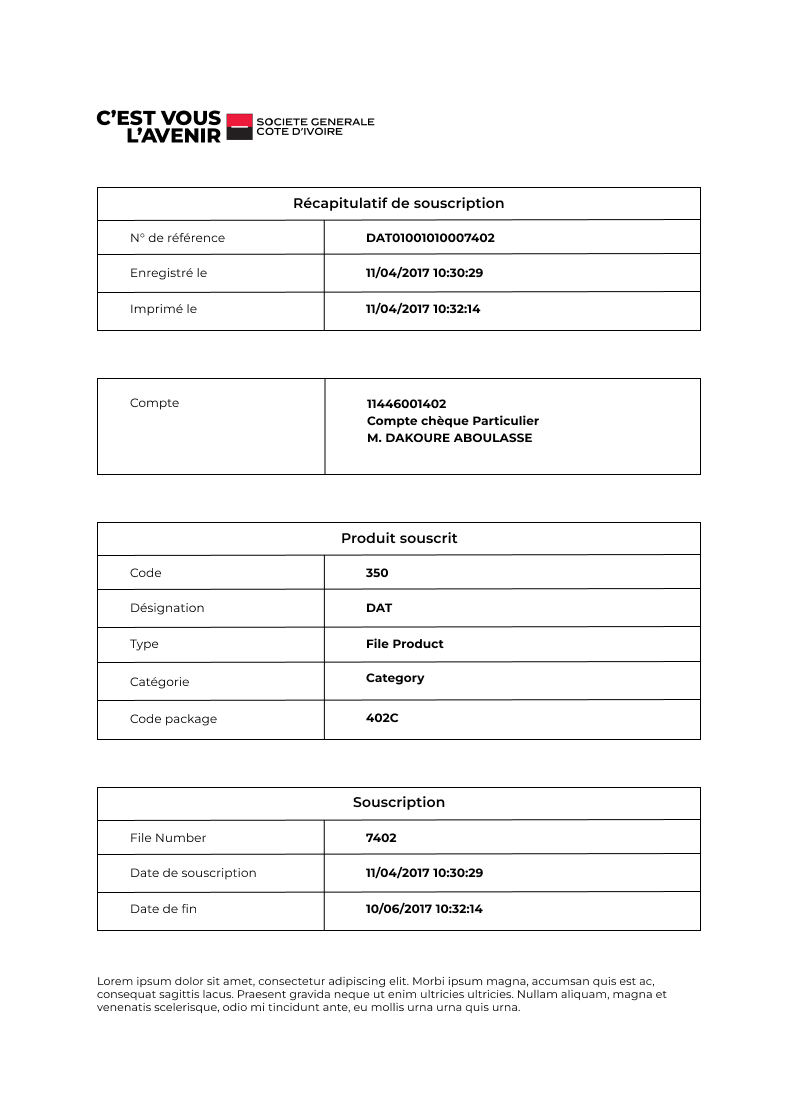 C'EST VOUS
L'AVENIR
SOCIETE GENERALE
COTE D'IVOIRE
Récapitulatif de souscription
N° de référence DAT01001010007402
Enregistré le 11/04/2017 10:30:29
Imprimé le 11/04/2017 10:32:14
Compte 11446001402
Compte chèque Particulier
M. DAKOURE ABOULASSE
Produit souscrit
Code 350
Désignation DAT
Type File Product
Catégorie Category
Code package 402C
Souscription
File Number 7402
Date de souscription 11/04/2017 10:30:29
Date de fin 10/06/2017 10:32:14
Lorem ipsum dolor sit amet, consectetur adipiscing elit. Morbi ipsum magna, accumsan quis est ac,
consequat sagittis lacus. Praesent gravida neque ut enim ultricies ultricies. Nullam aliquam, magna et
venenatis scelerisque, odio mi tincidunt ante, eu mollis urna urna quis urna.